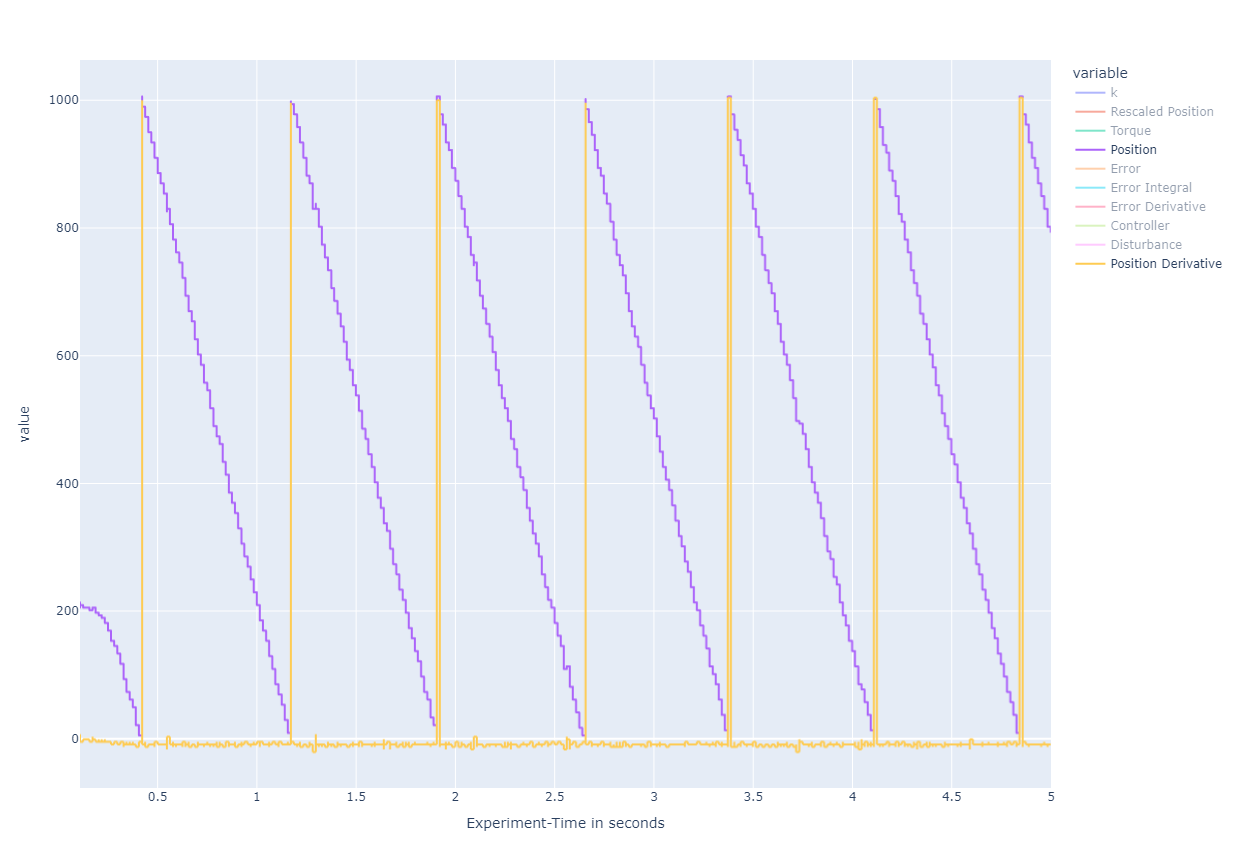 variable
k
Rescaled Position
Torque
Position
Error
Error Integral
Error Derivative
Controller
Disturbance
Position Derivative
1000
800
600
400
200
0
value
0.5 1 1.5 2 2.5 3 3.5 4 4.5 5
Experiment-Time in seconds